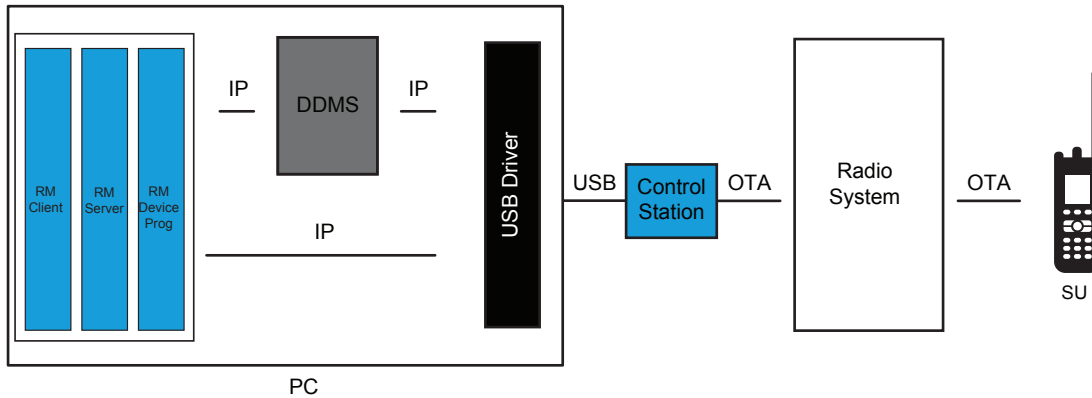 RM
Client
RM
Server
RM
Device
Prog
IP
DDMS
IP
IP
USB Driver
PC
USB
Control
Station
OTA
Radio
System
OTA
SU